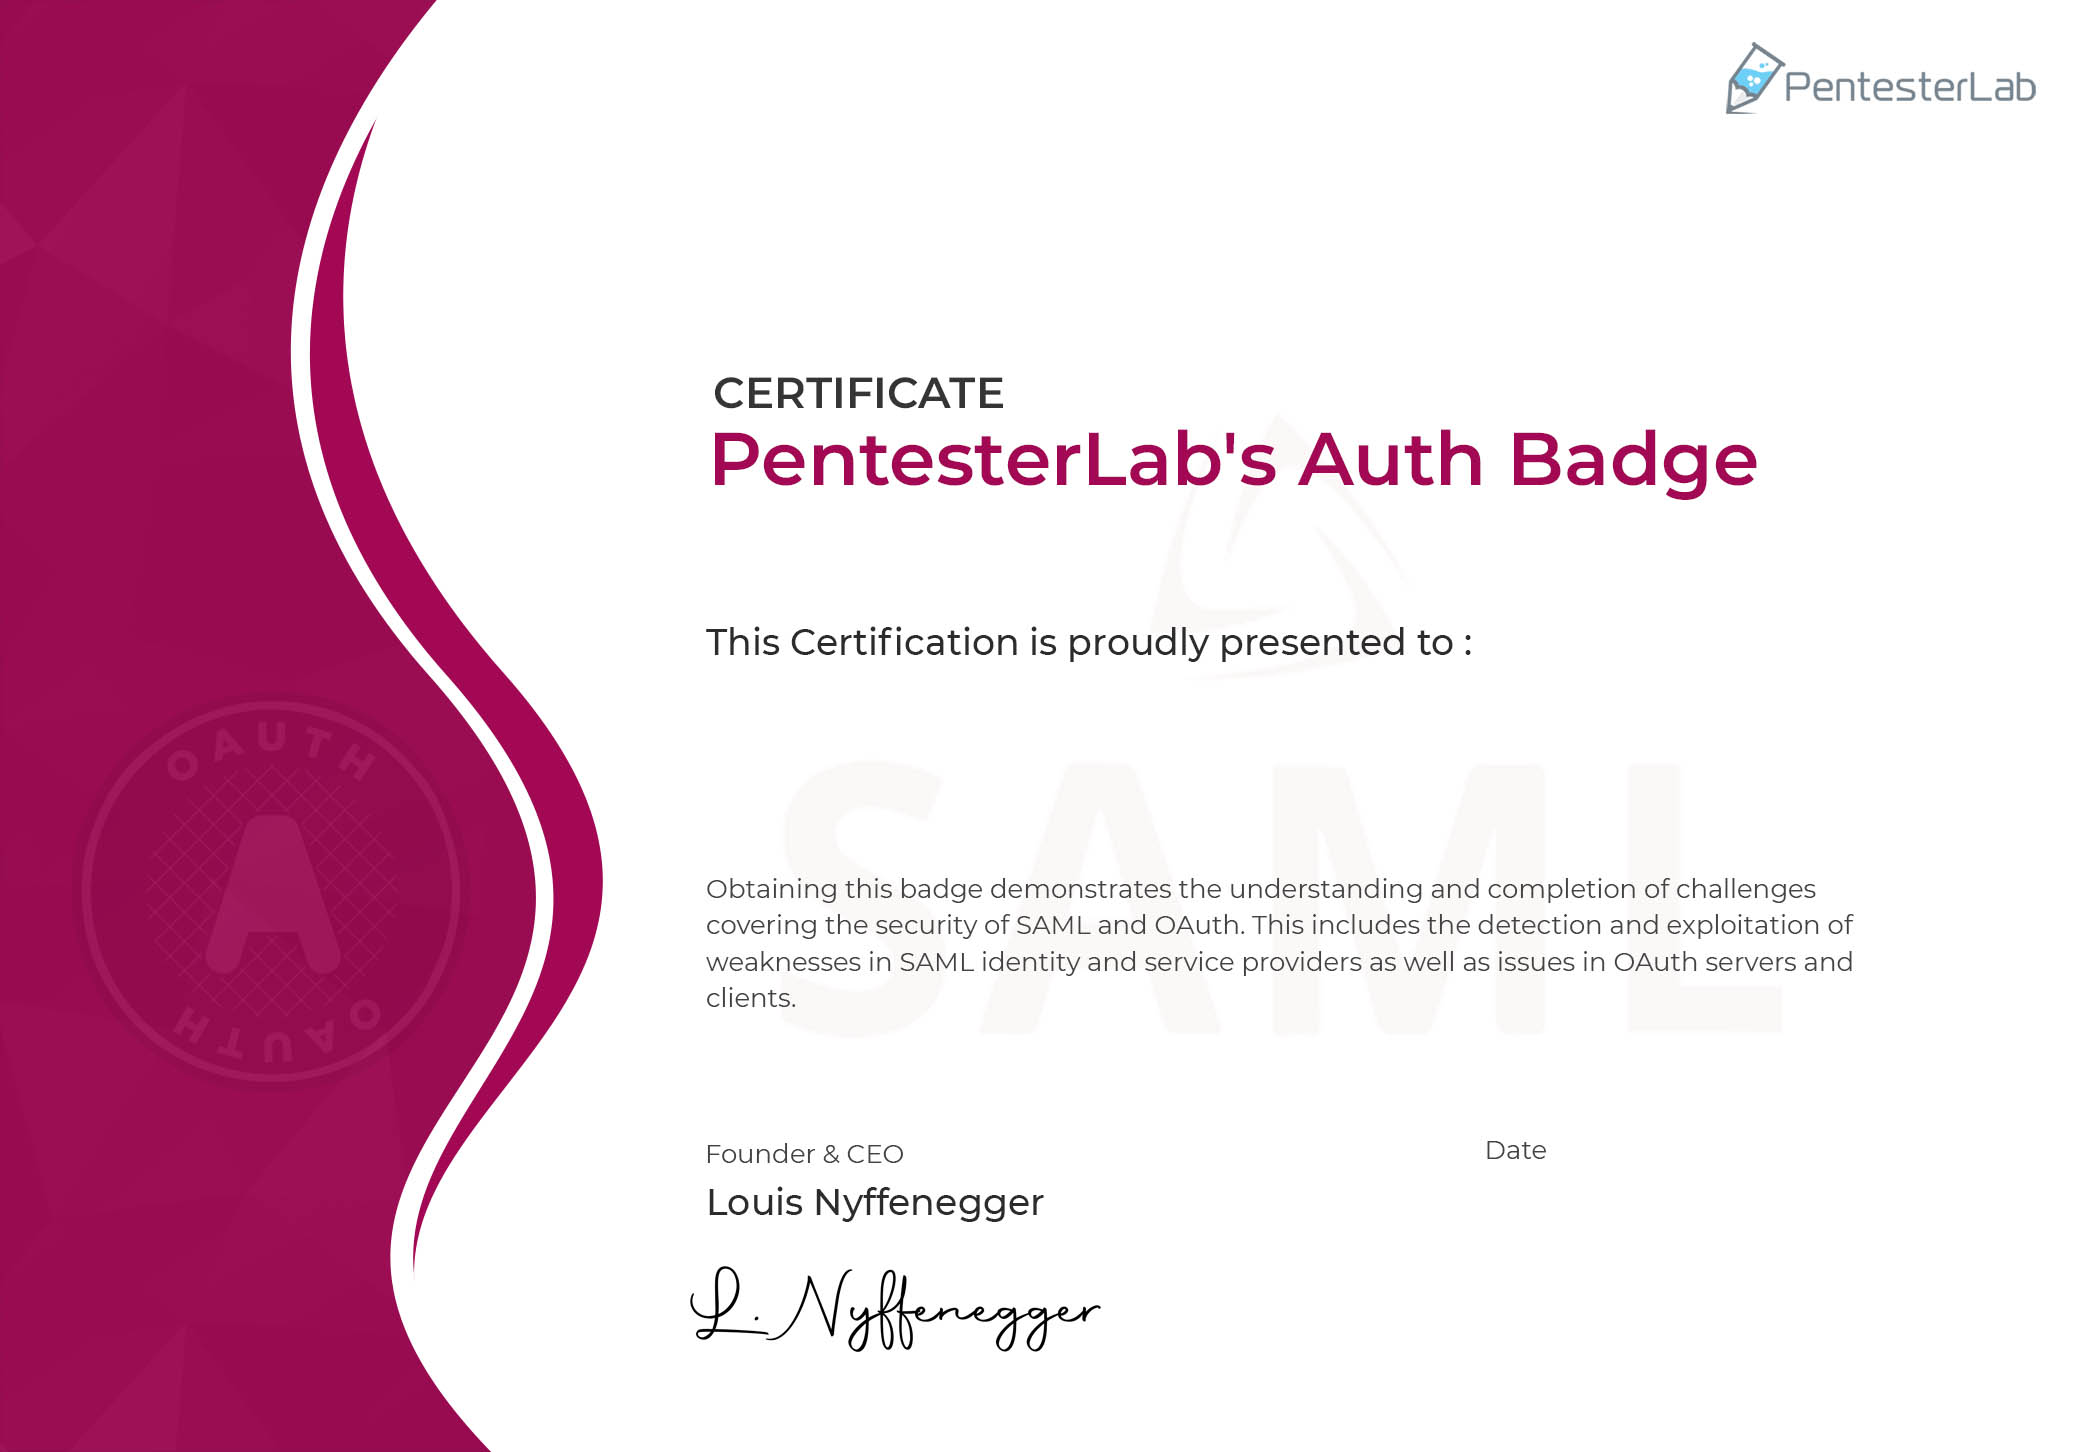 PentesterLab
CERTIFICATE
PentesterLab's Auth Badge
This Certification is proudly presented to :
SAML
OAUTH
A
OAUTH
Obtaining this badge demonstrates the understanding and completion of challenges
covering the security of SAML and OAuth. This includes the detection and exploitation of
weaknesses in SAML identity and service providers as well as issues in OAuth servers and
clients.
Founder & CEO
Date
Louis Nyffenegger
L. Nyffenegger